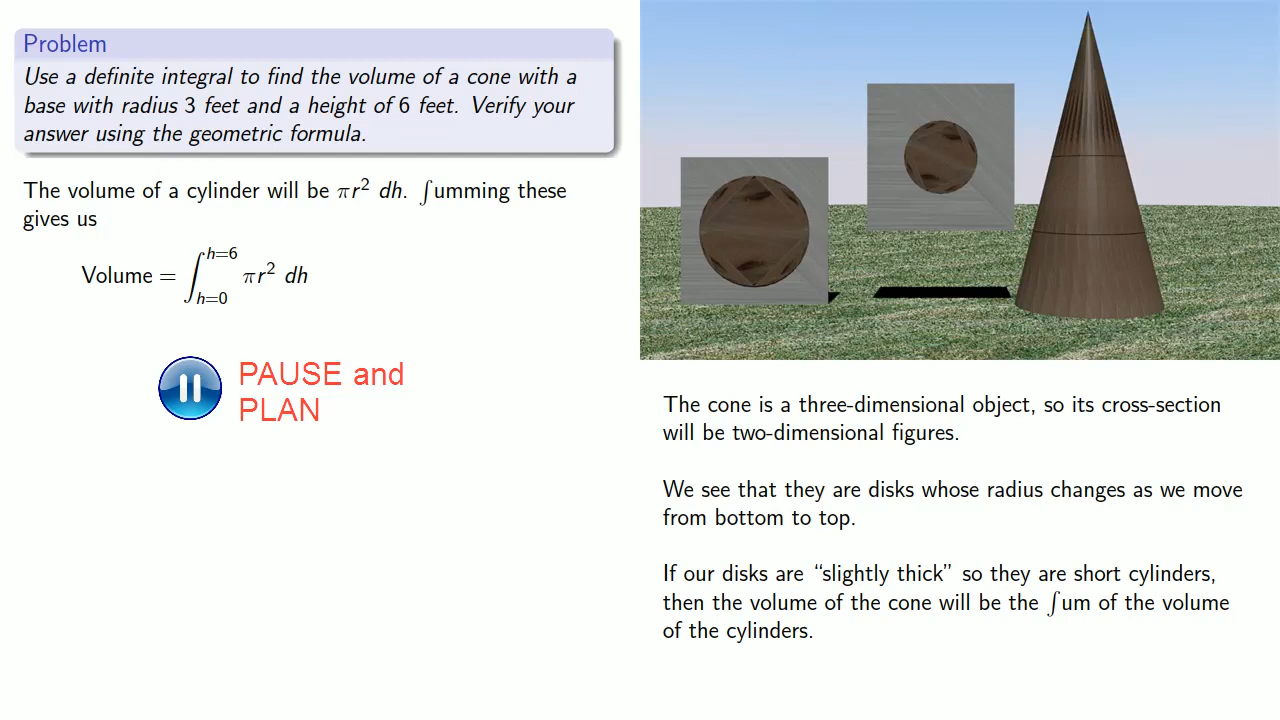 Problem
Use a definite integral to find the volume of a cone with a
base with radius 3 feet and a height of 6 feet. Verify your
answer using the geometric formula.
The volume of a cylinder will be πr² dh. ∫umming these
gives us
Volume = ∫_{h=0}^{h=6} πr² dh
PAUSE and
PLAN
The cone is a three-dimensional object, so its cross-section
will be two-dimensional figures.
We see that they are disks whose radius changes as we move
from bottom to top.
If our disks are “slightly thick” so they are short cylinders,
then the volume of the cone will be the ∫um of the volume
of the cylinders.